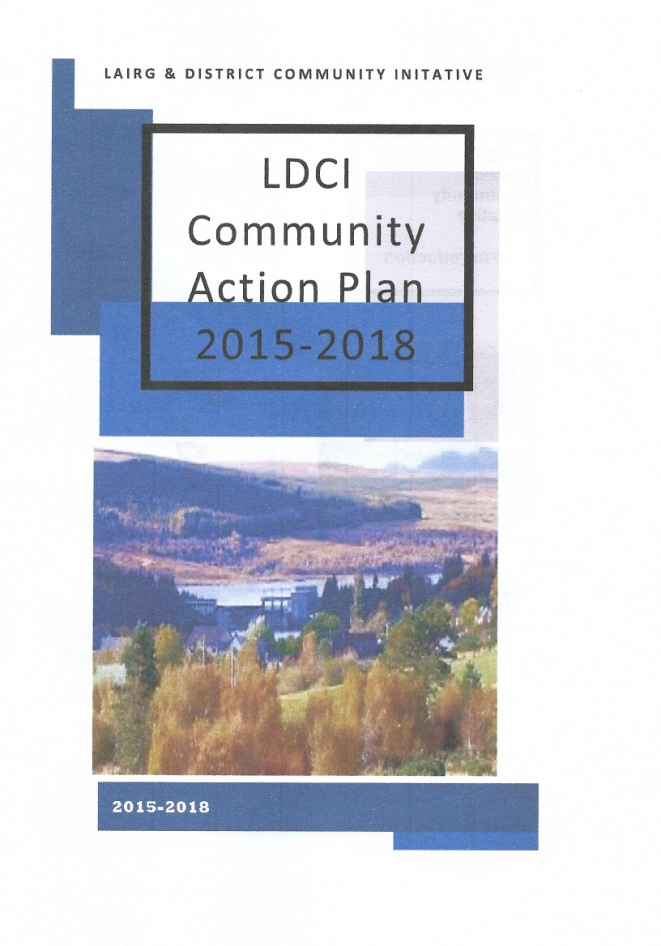 LAIRG & DISTRICT COMMUNITY INITATIVE
LDCI
Community
Action Plan
2015-2018
2015-2018